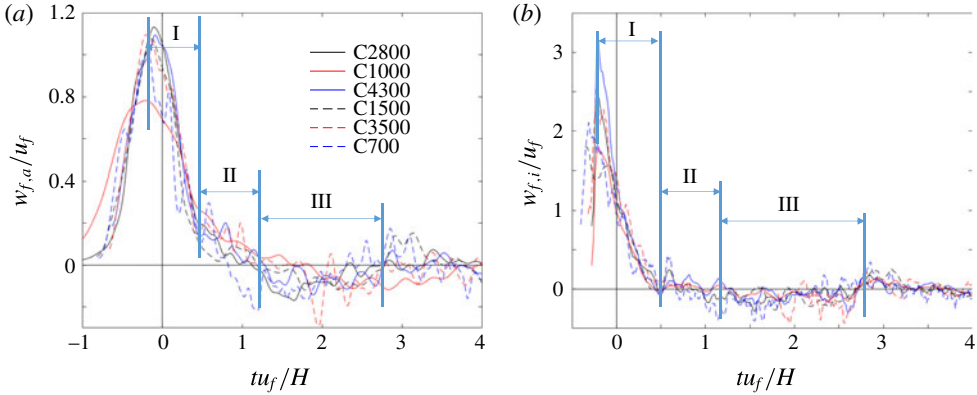 (a)
1.2
0.8
0.4
0
w_{f,a}/u_f
I
II
III
C2800
C1000
C4300
C1500
C3500
C700
−1 0 1 2 3 4
tu_f/H
(b)
3
2
1
0
w_{f,i}/u_f
I
II
III
0 1 2 3 4
tu_f/H